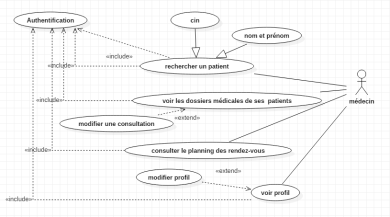 Authentification
cin
nom et prénom
«include»
rechercher un patient
«include»
médecin
voir les dossiers médicales de ses patients
«include»
«extend»
modifier une consultation
consulter le planning des rendez-vous
«include»
«extend»
modifier profil
voir profil
«include»